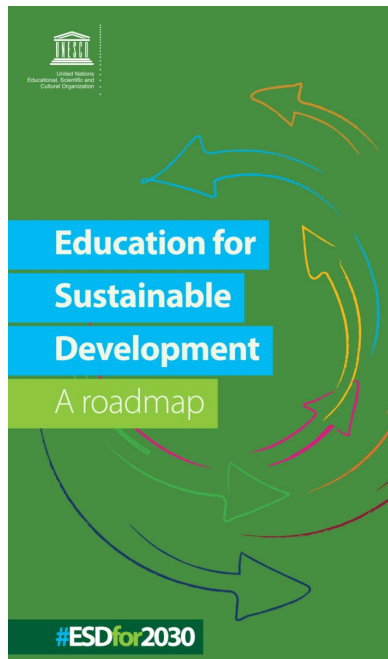 UNESCO
United Nations
Educational, Scientific and
Cultural Organization
Education for
Sustainable
Development
A roadmap
#ESDfor2030